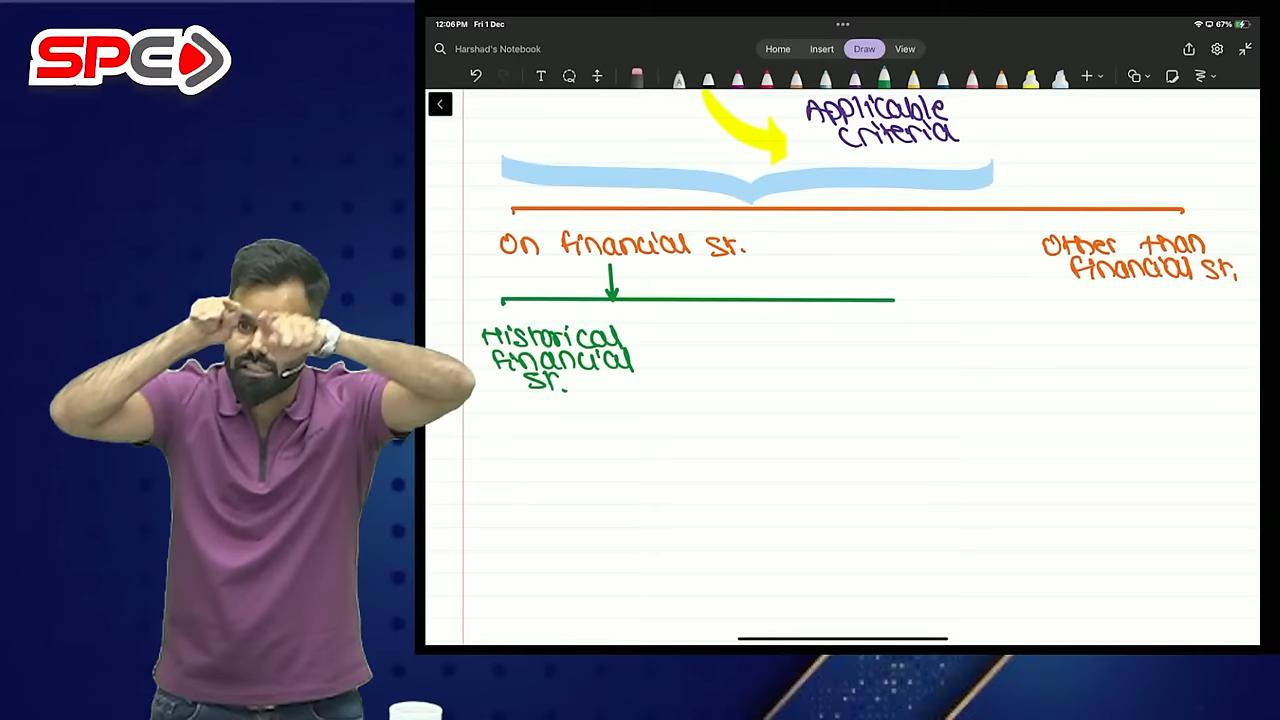 SPC
12:06 PM Fri 1 Dec
67%
Harshad's Notebook
Home Insert Draw View
T
A
Applicable
criteria
On financial st.
Other than
financial st.
Historical
financial
st.